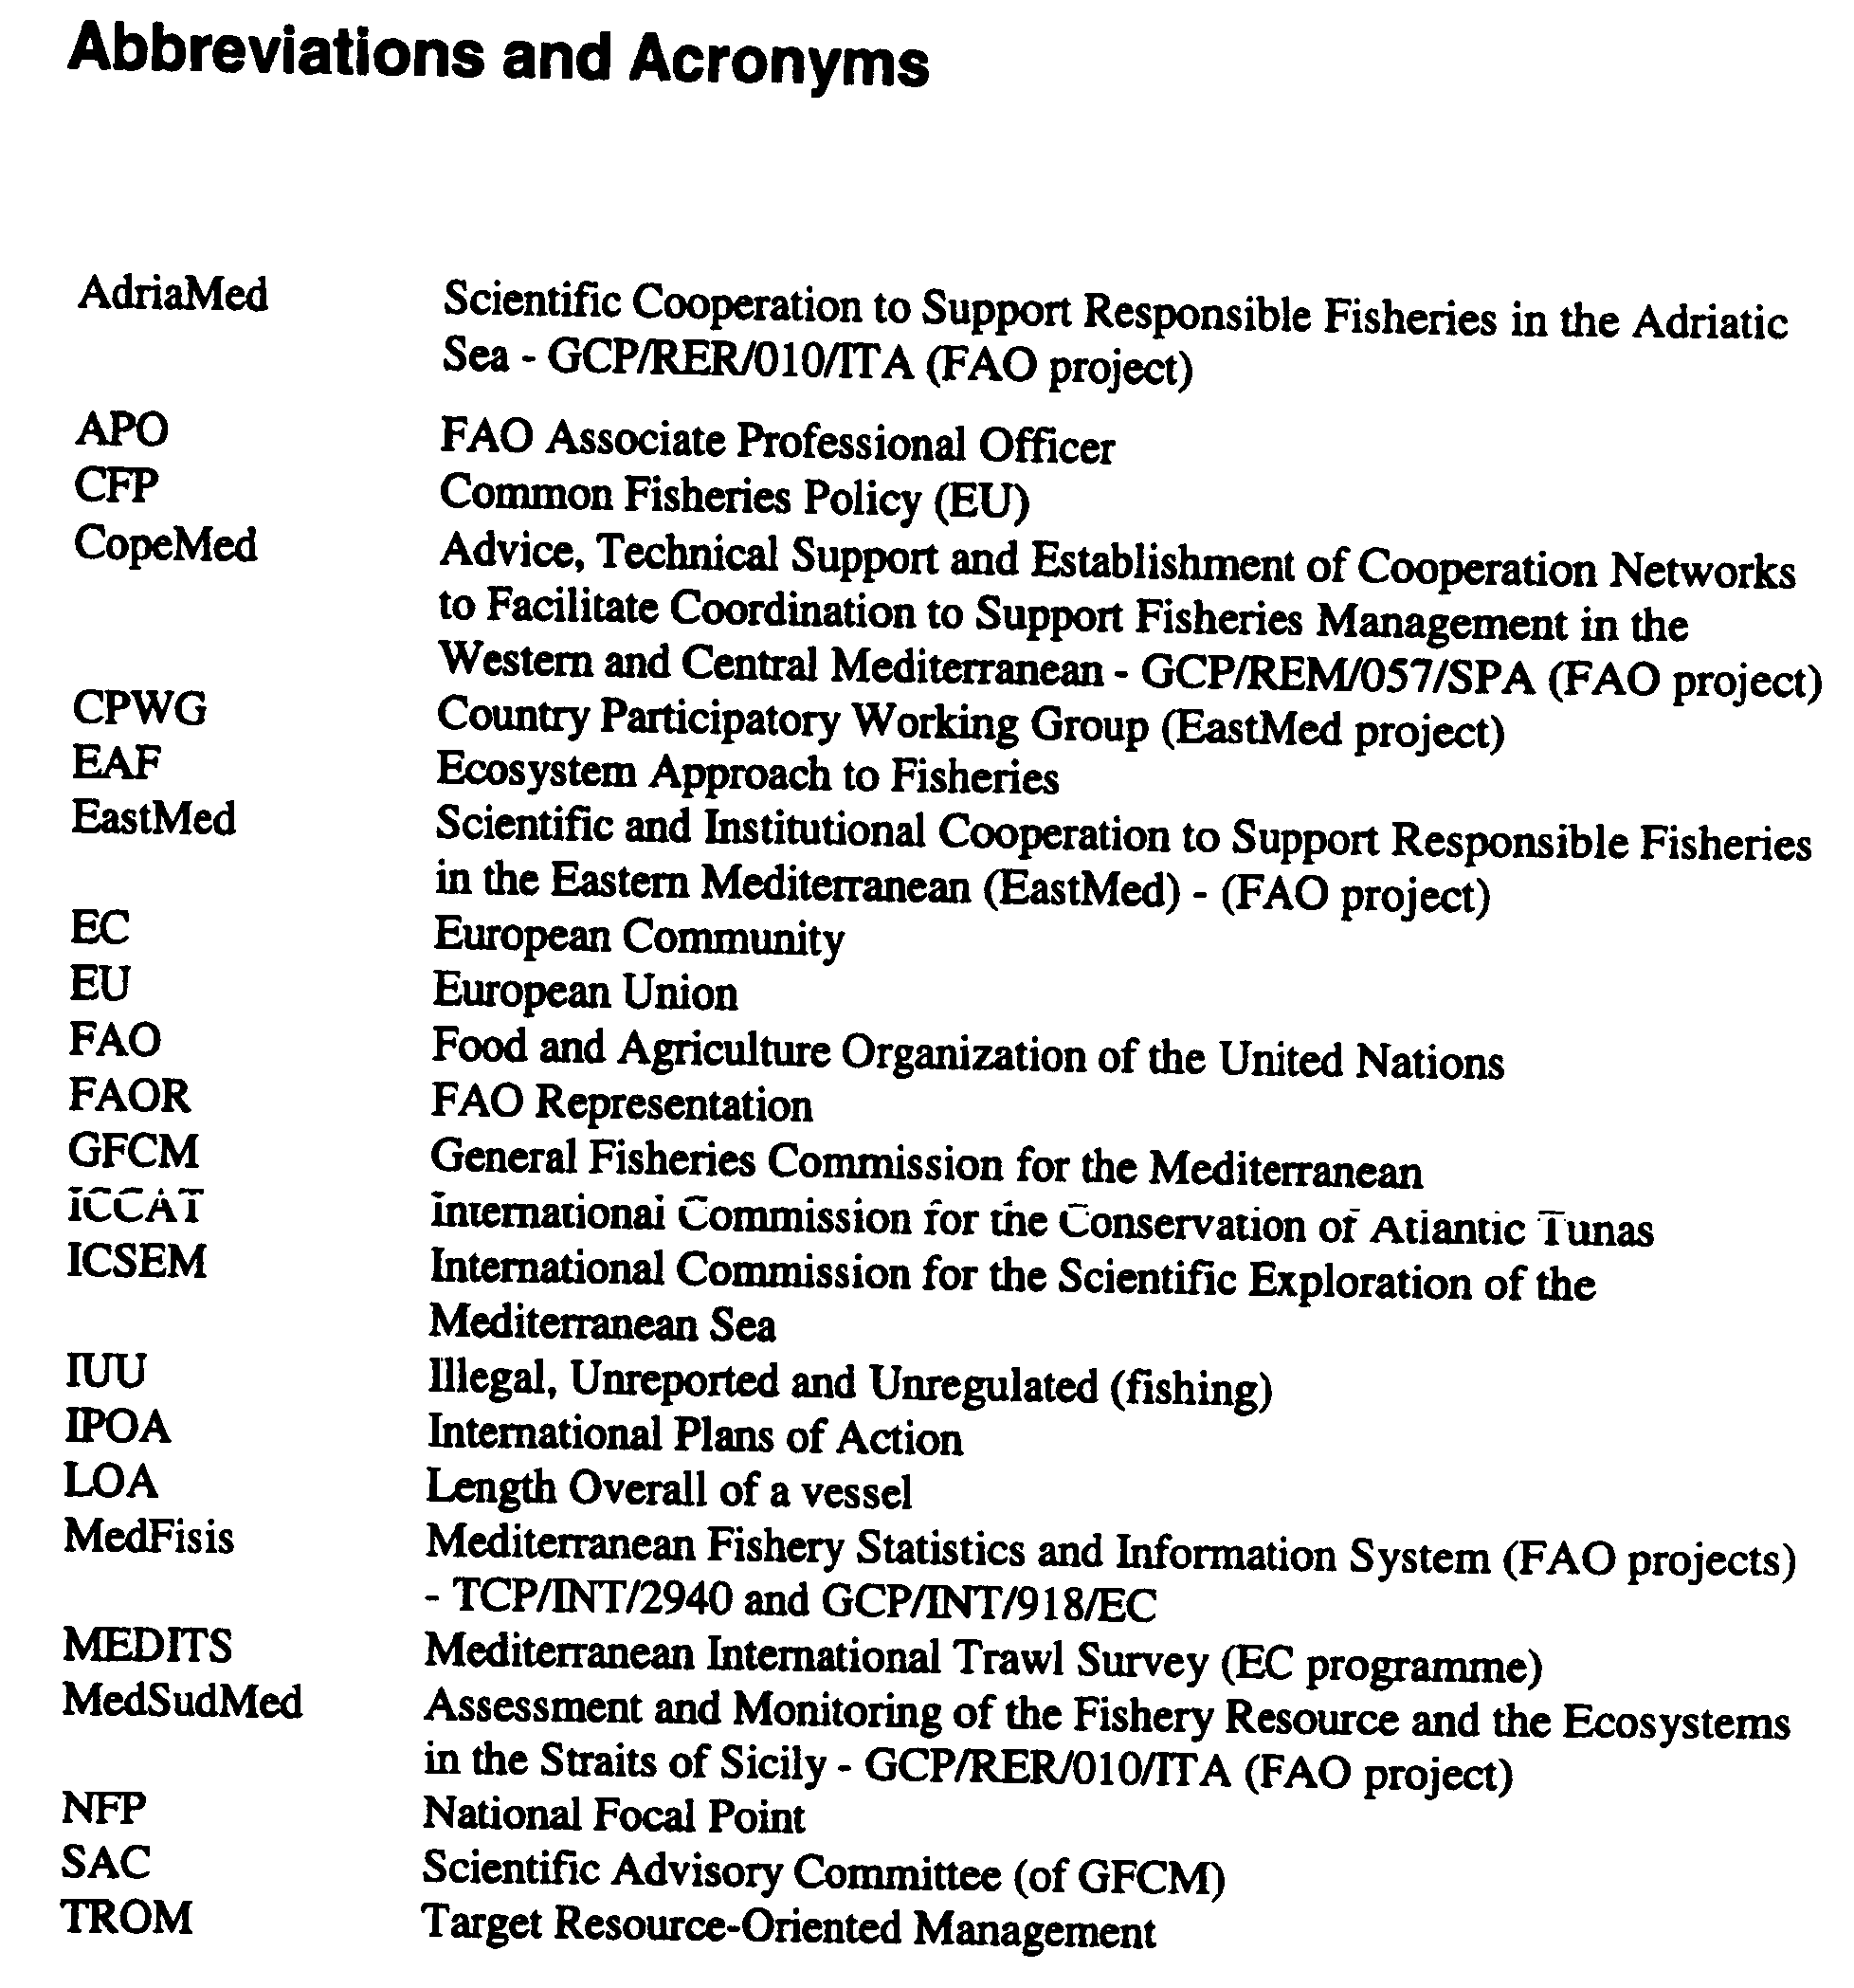 Abbreviations and Acronyms
AdriaMed Scientific Cooperation to Support Responsible Fisheries in the Adriatic
Sea - GCP/RER/010/ITA (FAO project)
APO FAO Associate Professional Officer
CFP Common Fisheries Policy (EU)
CopeMed Advice, Technical Support and Establishment of Cooperation Networks
to Facilitate Coordination to Support Fisheries Management in the
Western and Central Mediterranean - GCP/REM/057/SPA (FAO project)
CPWG Country Participatory Working Group (EastMed project)
EAF Ecosystem Approach to Fisheries
EastMed Scientific and Institutional Cooperation to Support Responsible Fisheries
in the Eastern Mediterranean (EastMed) - (FAO project)
EC European Community
EU European Union
FAO Food and Agriculture Organization of the United Nations
FAOR FAO Representation
GFCM General Fisheries Commission for the Mediterranean
ICCAT International Commission for the Conservation of Atlantic Tunas
ICSEM International Commission for the Scientific Exploration of the
Mediterranean Sea
IUU Illegal, Unreported and Unregulated (fishing)
IPOA International Plans of Action
LOA Length Overall of a vessel
MedFisis Mediterranean Fishery Statistics and Information System (FAO projects)
- TCP/INT/2940 and GCP/INT/918/EC
MEDITS Mediterranean International Trawl Survey (EC programme)
MedSudMed Assessment and Monitoring of the Fishery Resource and the Ecosystems
in the Straits of Sicily - GCP/RER/010/ITA (FAO project)
NFP National Focal Point
SAC Scientific Advisory Committee (of GFCM)
TROM Target Resource-Oriented Management